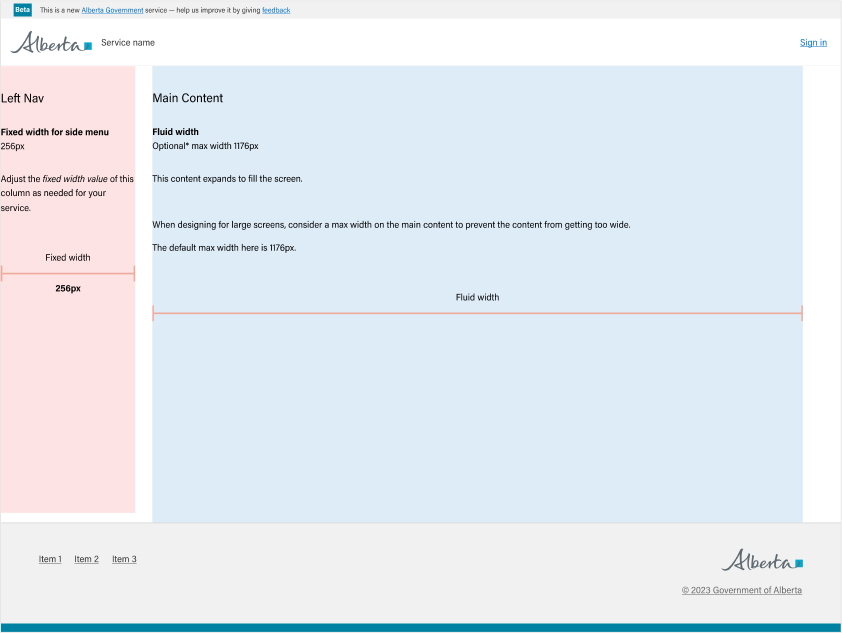 Beta This is a new Alberta Government service — help us improve it by giving feedback
Alberta Service name Sign in
Left Nav
Fixed width for side menu
256px
Adjust the fixed width value of this
column as needed for your
service.
Fixed width
256px
Main Content
Fluid width
Optional* max width 1176px
This content expands to fill the screen.
When designing for large screens, consider a max width on the main content to prevent the content from getting too wide.
The default max width here is 1176px.
Fluid width
Item 1 Item 2 Item 3
Alberta
© 2023 Government of Alberta